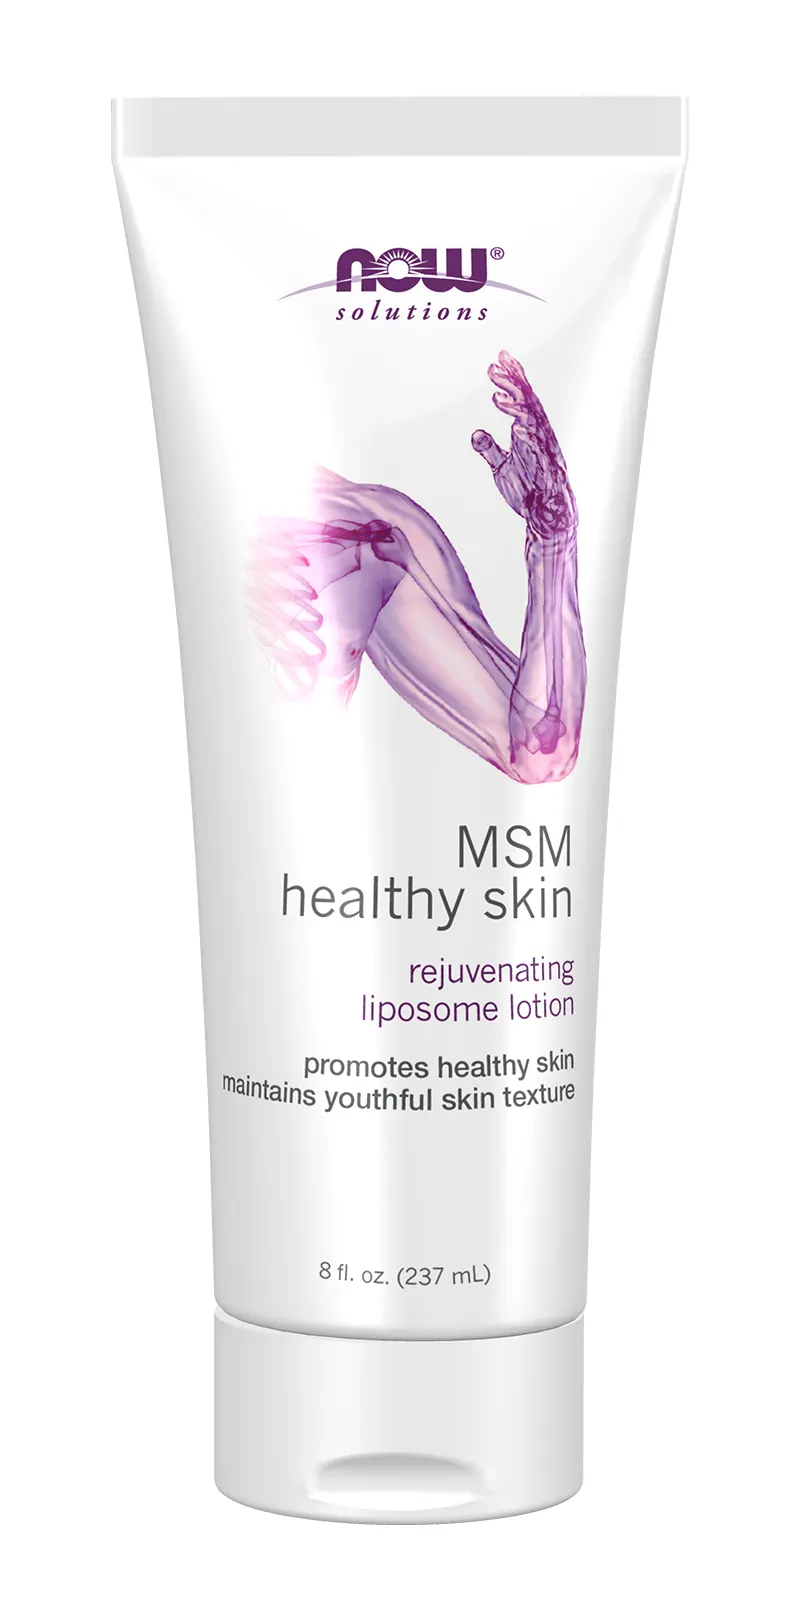 now®
solutions
MSM
healthy skin
rejuvenating
liposome lotion
promotes healthy skin
maintains youthful skin texture
8 fl. oz. (237 mL)